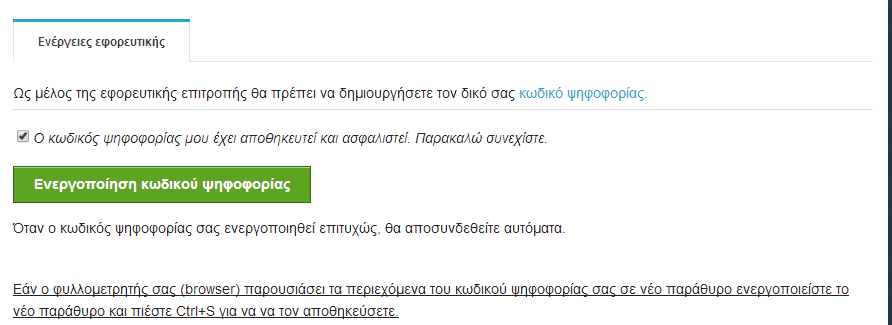 Ενέργειες εφορευτικής
Ως μέλος της εφορευτικής επιτροπής θα πρέπει να δημιουργήσετε τον δικό σας κωδικό ψηφοφορίας.
Ο κωδικός ψηφοφορίας μου έχει αποθηκευτεί και ασφαλιστεί. Παρακαλώ συνεχίστε.
Ενεργοποίηση κωδικού ψηφοφορίας
Όταν ο κωδικός ψηφοφορίας σας ενεργοποιηθεί επιτυχώς, θα αποσυνδεθείτε αυτόματα.
Εάν ο φυλλομετρητής σας (browser) παρουσιάσει τα περιεχόμενα του κωδικού ψηφοφορίας σας σε νέο παράθυρο ενεργοποιείστε το
νέο παράθυρο και πιέστε Ctrl+S για να να τον αποθηκεύσετε.